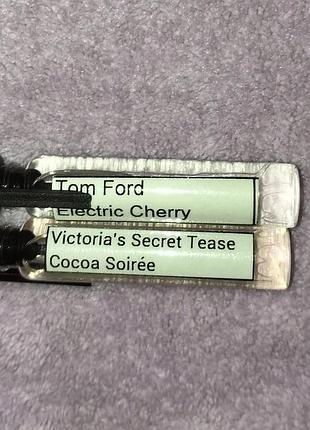 Tom Ford
Electric Cherry
Victoria's Secret Tease
Cocoa Soirée